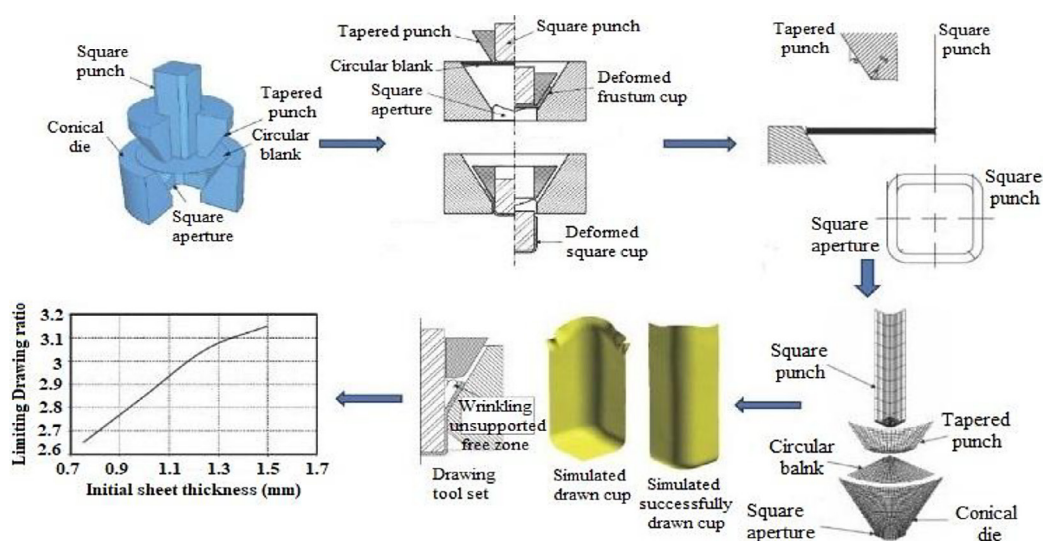 Square
punch
Tapered
punch
Conical
die
Circular
blank
Square
aperture
Tapered punch
Square punch
Circular blank
Square
aperture
Deformed
frustum cup
Deformed
square cup
Tapered
punch
Square
punch
Square
punch
Square
aperture
Square
punch
Tapered
punch
Circular
balnk
Square
aperture
Conical
die
Wrinkling
unsupported
free zone
Drawing
tool set
Simulated
drawn cup
Simulated
successfully
drawn cup
Limiting Drawing ratio
3.2
3.1
3
2.9
2.8
2.7
2.6
0.7 0.9 1.1 1.3 1.5 1.7
Initial sheet thickness (mm)